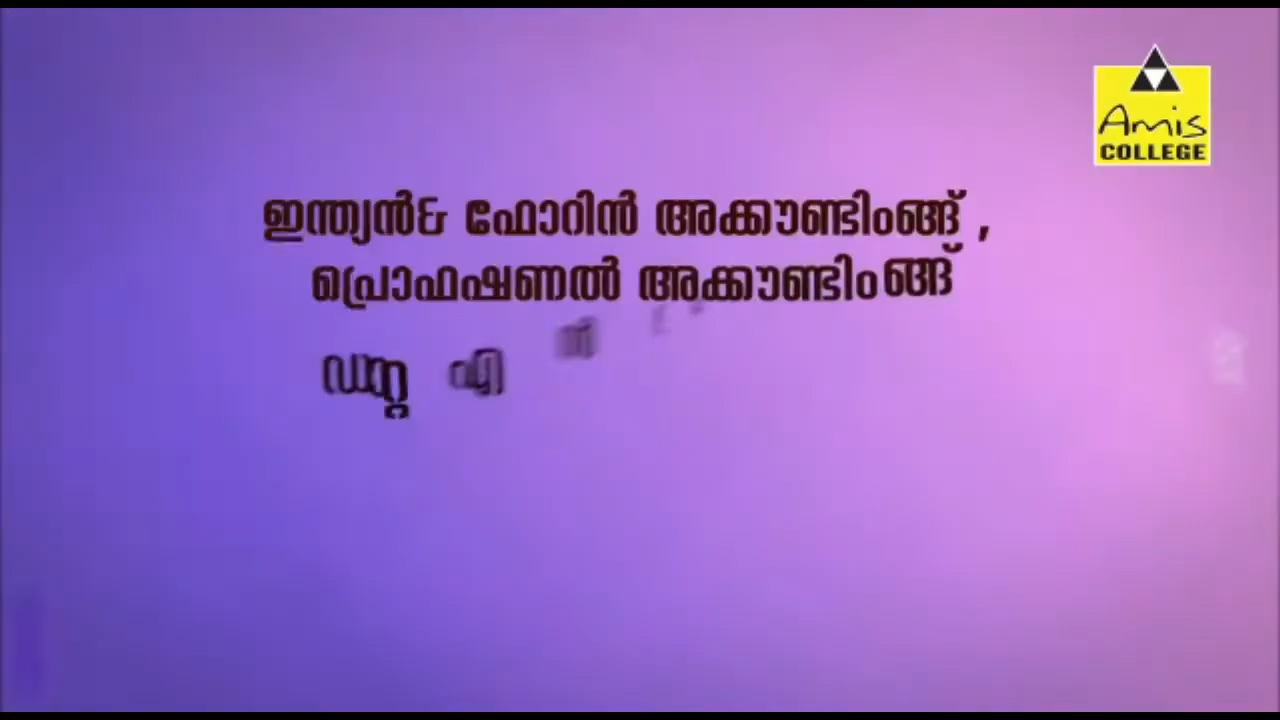 Amis
COLLEGE
ഇന്ത്യൻ& ഫോറിൻ അക്കൗണ്ടിംങ്ങ് ,
പ്രൊഫഷണൽ അക്കൗണ്ടിംങ്ങ്
ഡാറ്റ